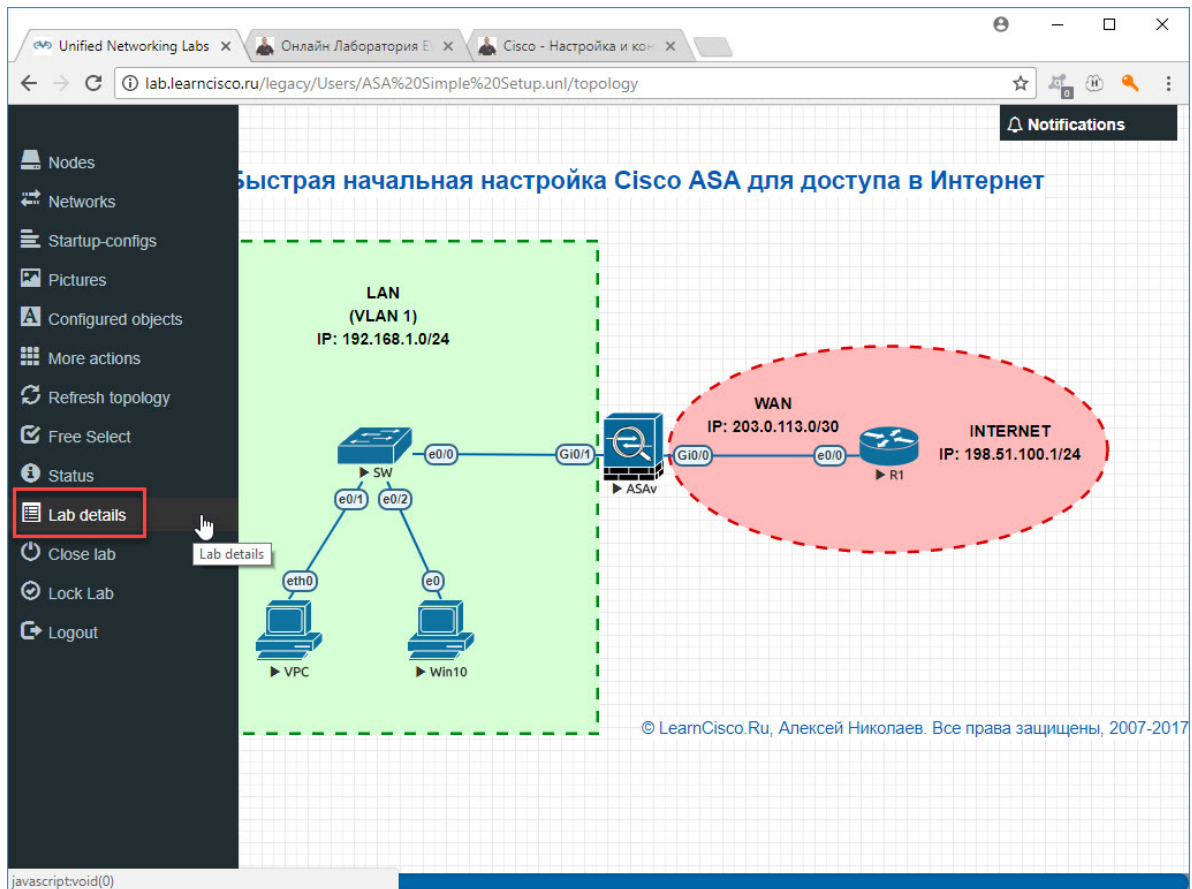 Unified Networking Labs
Онлайн Лаборатория E
Cisco - Настройка и кон
lab.learncisco.ru/legacy/Users/ASA%20Simple%20Setup.unl/topology
0
Notifications
Nodes
Networks
Startup-configs
Pictures
Configured objects
More actions
Refresh topology
Free Select
Status
Lab details
Lab details
Close lab
Lock Lab
Logout
Быстрая начальная настройка Cisco ASA для доступа в Интернет
LAN
(VLAN 1)
IP: 192.168.1.0/24
WAN
IP: 203.0.113.0/30
INTERNET
IP: 198.51.100.1/24
e0/0
Gi0/1
Gi0/0
e0/0
SW
ASAv
R1
e0/1
e0/2
eth0
e0
VPC
Win10
© LearnCisco.Ru, Алексей Николаев. Все права защищены, 2007-2017
javascript:void(0)